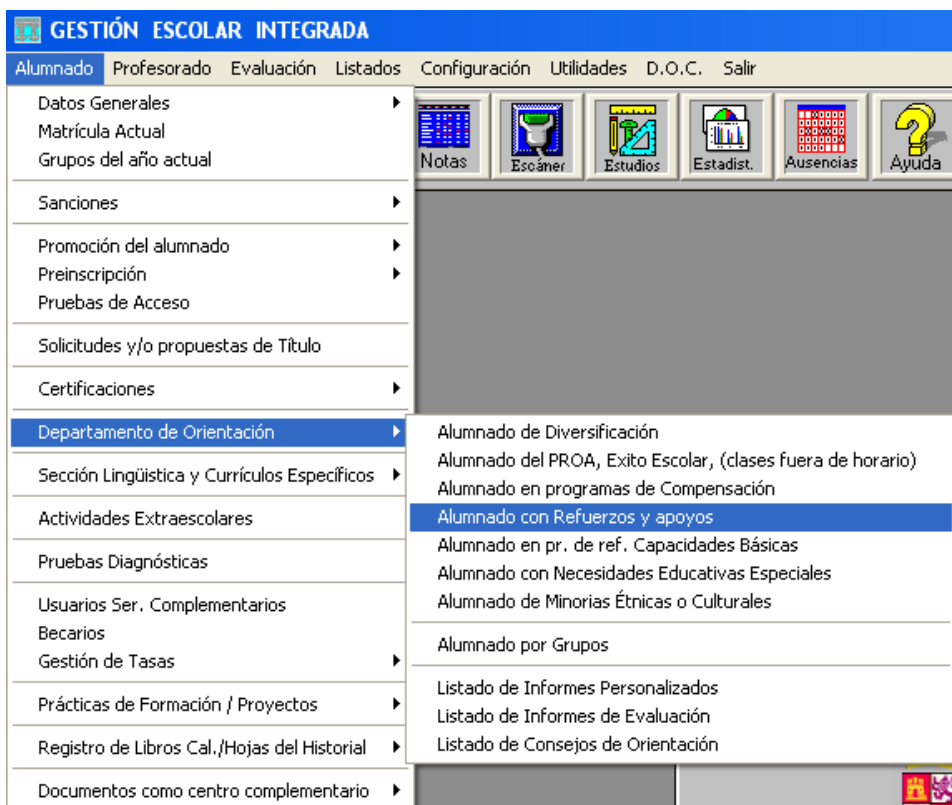 GESTIÓN ESCOLAR INTEGRADA
Alumnado Profesorado Evaluación Listados Configuración Utilidades D.O.C. Salir
Notas Escáner Estudios Estadist. Ausencias Ayuda
Datos Generales
Matrícula Actual
Grupos del año actual
Sanciones
Promoción del alumnado
Preinscripción
Pruebas de Acceso
Solicitudes y/o propuestas de Título
Certificaciones
Departamento de Orientación
Sección Lingüistica y Currículos Específicos
Actividades Extraescolares
Pruebas Diagnósticas
Usuarios Ser. Complementarios
Becarios
Gestión de Tasas
Prácticas de Formación / Proyectos
Registro de Libros Cal./Hojas del Historial
Documentos como centro complementario
Alumnado de Diversificación
Alumnado del PROA, Exito Escolar, (clases fuera de horario)
Alumnado en programas de Compensación
Alumnado con Refuerzos y apoyos
Alumnado en pr. de ref. Capacidades Básicas
Alumnado con Necesidades Educativas Especiales
Alumnado de Minorias Étnicas o Culturales
Alumnado por Grupos
Listado de Informes Personalizados
Listado de Informes de Evaluación
Listado de Consejos de Orientación